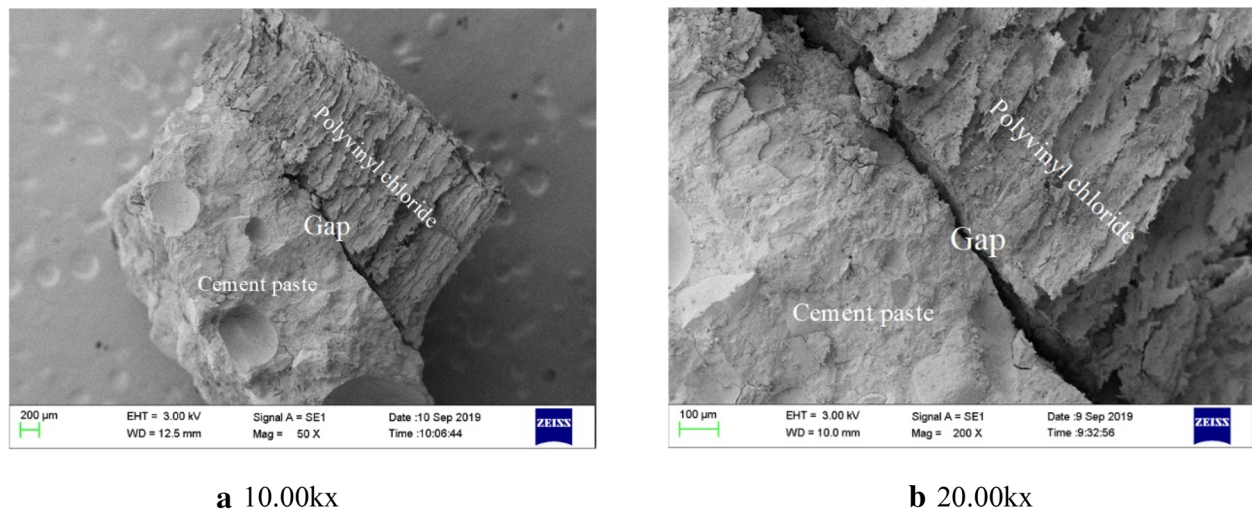 Polyvinyl chloride
Gap
Cement paste
200 µm
EHT = 3.00 kV
Signal A = SE1
Date :10 Sep 2019
WD = 12.5 mm
Mag = 50 X
Time :10:06:44
ZEISS
Polyvinyl chloride
Gap
Cement paste
100 µm
EHT = 3.00 kV
Signal A = SE1
Date :9 Sep 2019
WD = 10.0 mm
Mag = 200 X
Time :9:32:56
ZEISS
a 10.00kx
b 20.00kx